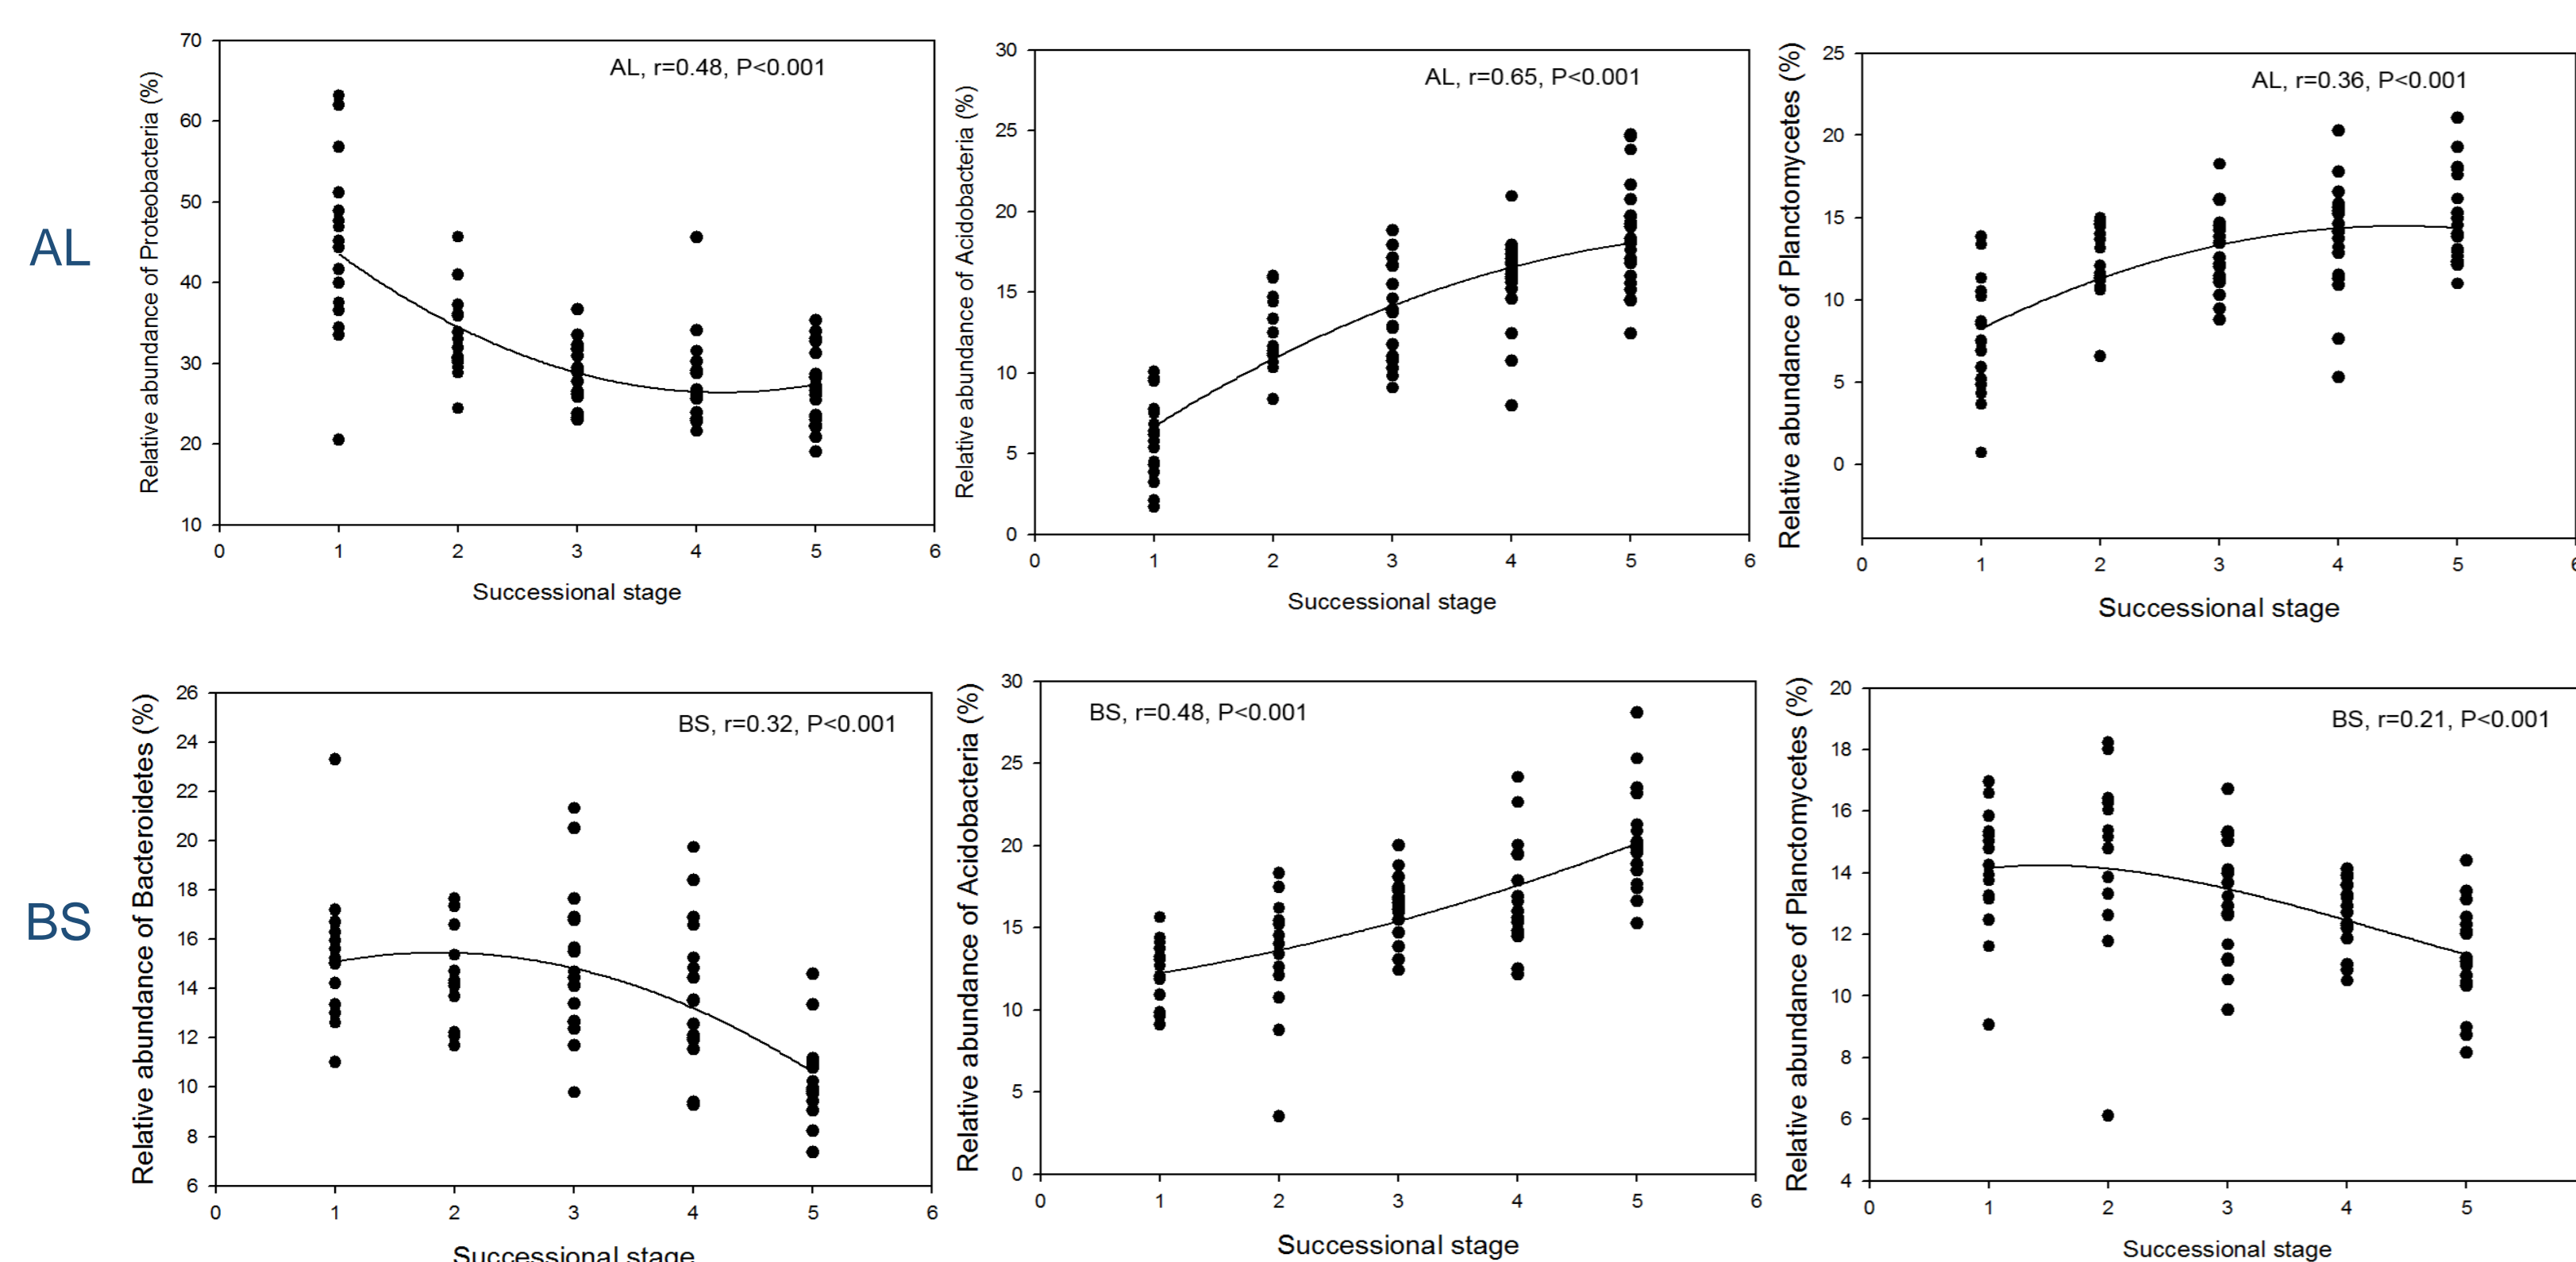 AL
Relative abundance of Proteobacteria (%)
70
60
50
40
30
20
10
AL, r=0.48, P<0.001
0 1 2 3 4 5 6
Successional stage
Relative abundance of Acidobacteria (%)
30
25
20
15
10
5
0
AL, r=0.65, P<0.001
0 1 2 3 4 5 6
Successional stage
Relative abundance of Planctomycetes (%)
25
20
15
10
5
0
AL, r=0.36, P<0.001
0 1 2 3 4 5 6
Successional stage
BS
Relative abundance of Bacteroidetes (%)
26
24
22
20
18
16
14
12
10
8
6
BS, r=0.32, P<0.001
0 1 2 3 4 5 6
Successional stage
Relative abundance of Acidobacteria (%)
30
25
20
15
10
5
0
BS, r=0.48, P<0.001
0 1 2 3 4 5 6
Successional stage
Relative abundance of Planctomycetes (%)
20
18
16
14
12
10
8
6
4
BS, r=0.21, P<0.001
0 1 2 3 4 5
Successional stage